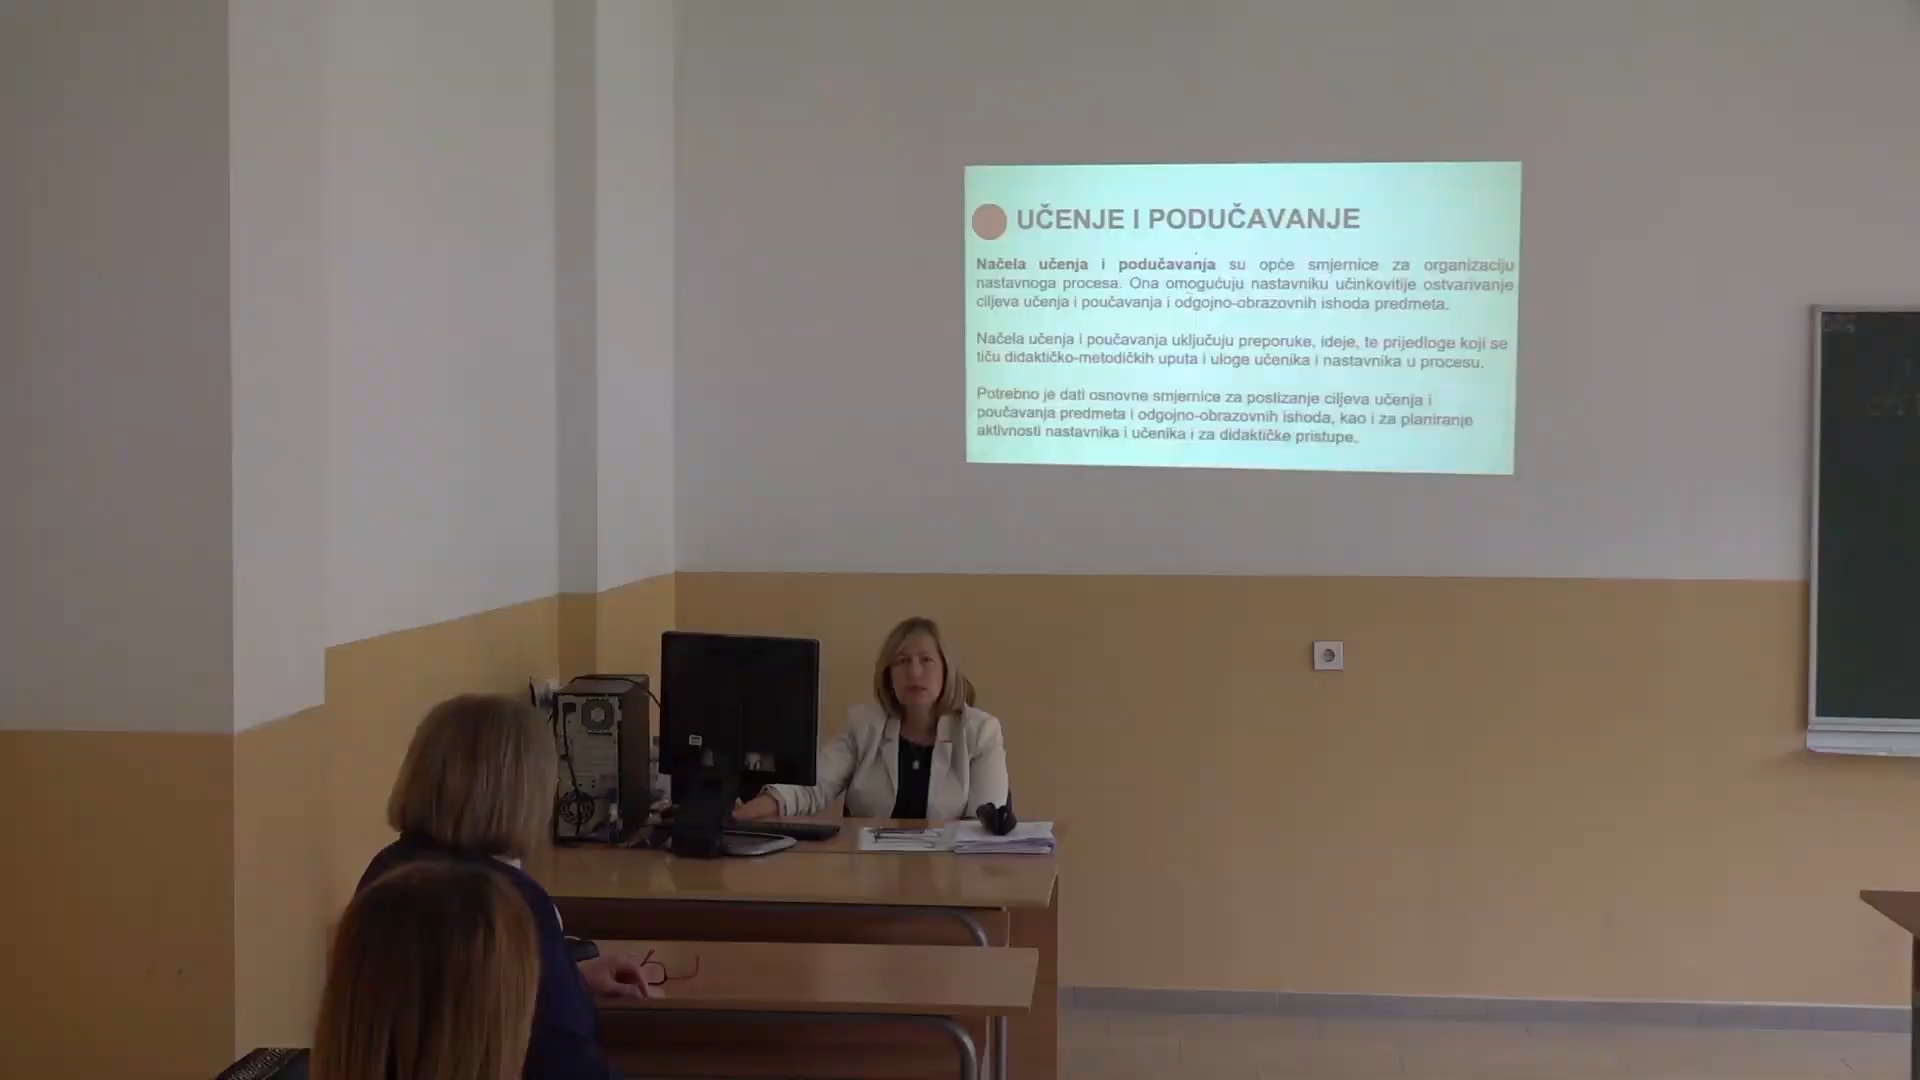 UČENJE I PODUČAVANJE
Načela učenja i podučavanja su opće smjernice za organizaciju
nastavnoga procesa. Ona omogućuju nastavniku učinkovitije ostvarivanje
ciljeva učenja i poučavanja i odgojno-obrazovnih ishoda predmeta.
Načela učenja i poučavanja uključuju preporuke, ideje, te prijedloge koji se
tiču didaktičko-metodičkih uputa i uloge učenika i nastavnika u procesu.
Potrebno je dati osnovne smjernice za postizanje ciljeva učenja i
poučavanja predmeta i odgojno-obrazovnih ishoda, kao i za planiranje
aktivnosti nastavnika i učenika i za didaktičke pristupe.